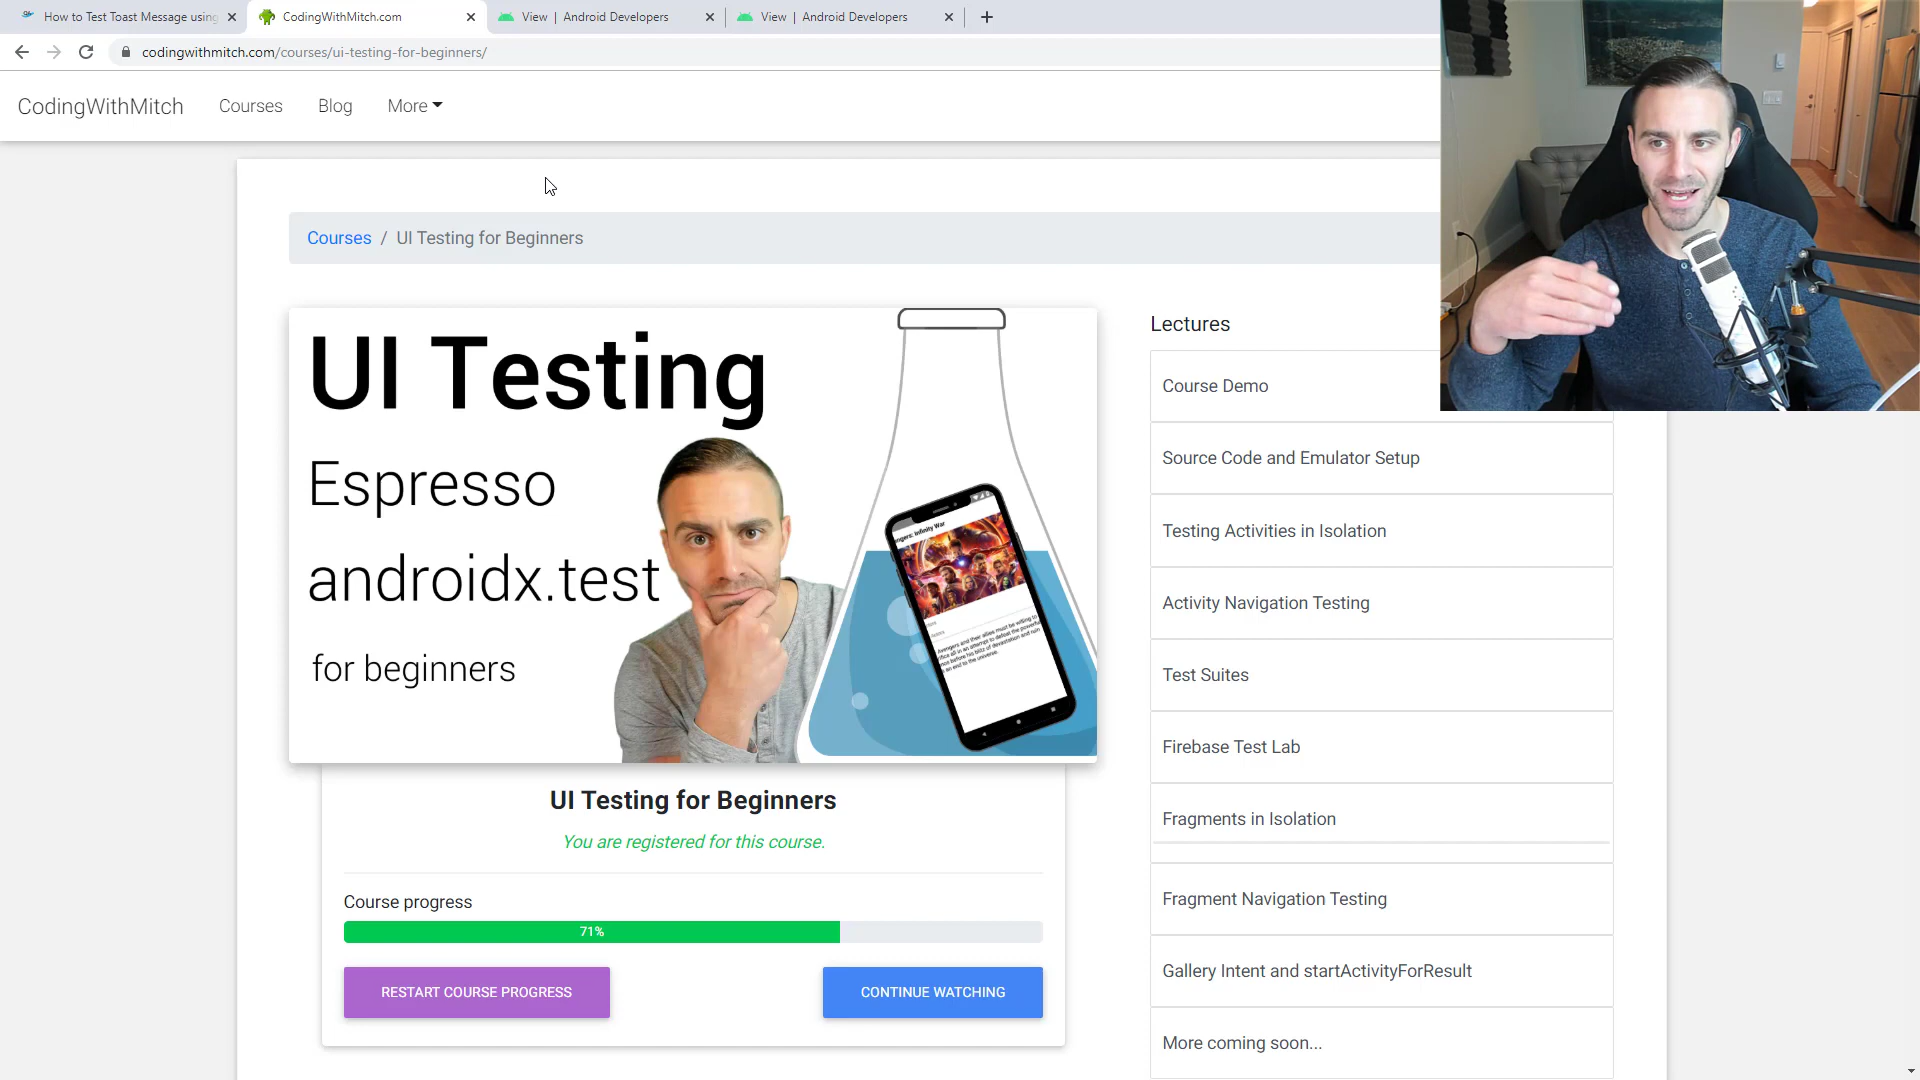 How to Test Toast Message using
CodingWithMitch.com
View | Android Developers
View | Android Developers
codingwithmitch.com/courses/ui-testing-for-beginners/
CodingWithMitch
Courses
Blog
More
Courses / UI Testing for Beginners
UI Testing
Espresso
androidx.test
for beginners
UI Testing for Beginners
You are registered for this course.
Course progress
71%
RESTART COURSE PROGRESS
CONTINUE WATCHING
Lectures
Course Demo
Source Code and Emulator Setup
Testing Activities in Isolation
Activity Navigation Testing
Test Suites
Firebase Test Lab
Fragments in Isolation
Fragment Navigation Testing
Gallery Intent and startActivityForResult
More coming soon...